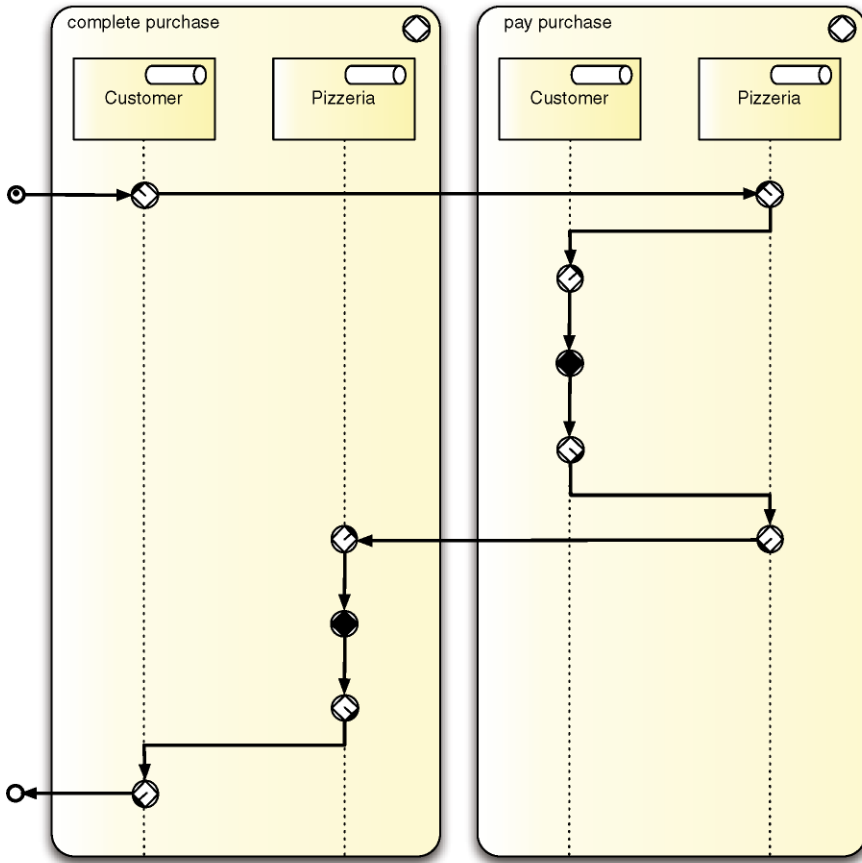 complete purchase
Customer
Pizzeria
pay purchase
Customer
Pizzeria